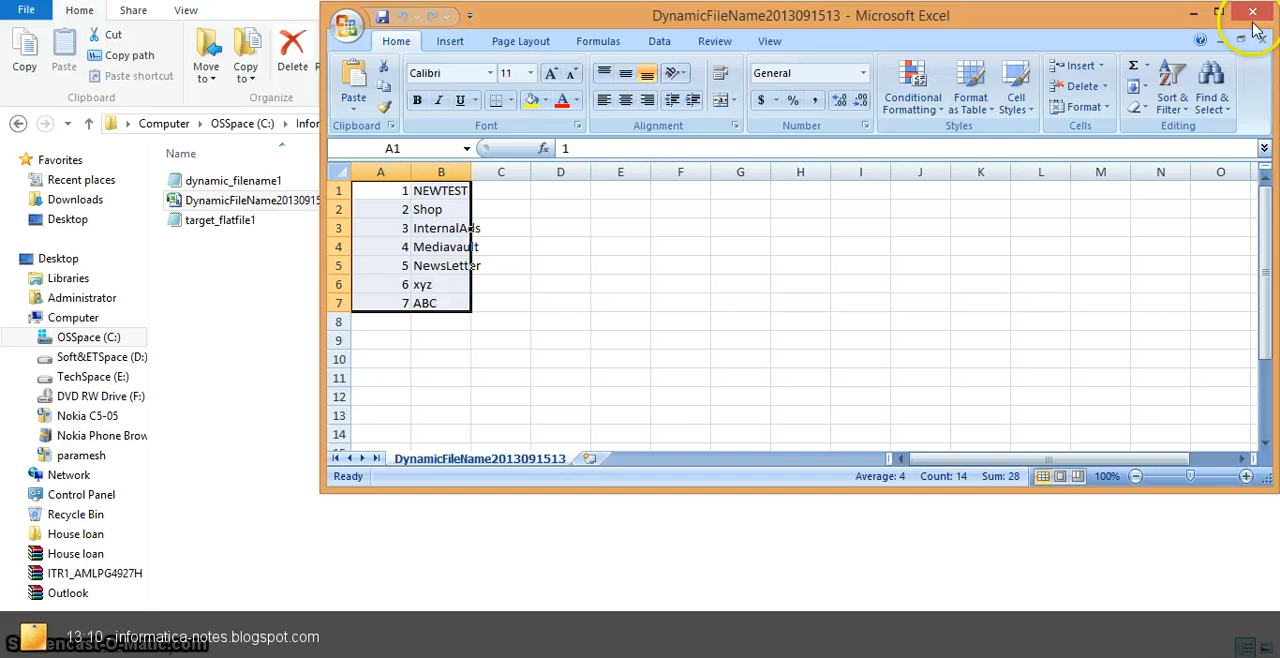 File Home Share View
Copy
Paste
Cut
Copy path
Paste shortcut
Move to
Copy to
Delete
Clipboard
Organize
Computer OSSpace (C:) Infor
Favorites
Recent places
Downloads
Desktop
Desktop
Libraries
Administrator
Computer
OSSpace (C:)
Soft&ETSpace (D:)
TechSpace (E:)
DVD RW Drive (F:)
Nokia C5-05
Nokia Phone Brow
paramesh
Network
Control Panel
Recycle Bin
House loan
House loan
ITR1_AMLPG4927H
Outlook
Name
dynamic_filename1
DynamicFileName20130915
target_flatfile1
DynamicFileName2013091513 - Microsoft Excel
Home Insert Page Layout Formulas Data Review View
Paste
Clipboard
Calibri 11
B I U
Font
Alignment
General
$ % ,
Number
Conditional Formatting
Format as Table
Cell Styles
Styles
Insert
Delete
Format
Cells
Sort & Filter
Find & Select
Editing
A1 fx 1
A B C D E F G H I J K L M N O
1 1 NEWTEST
2 2 Shop
3 3 InternalAds
4 4 Mediavault
5 5 NewsLetter
6 6 xyz
7 7 ABC
8
9
10
11
12
13
14
DynamicFileName2013091513
Ready Average: 4 Count: 14 Sum: 28 100%
13:10 - informatica-notes.blogspot.com